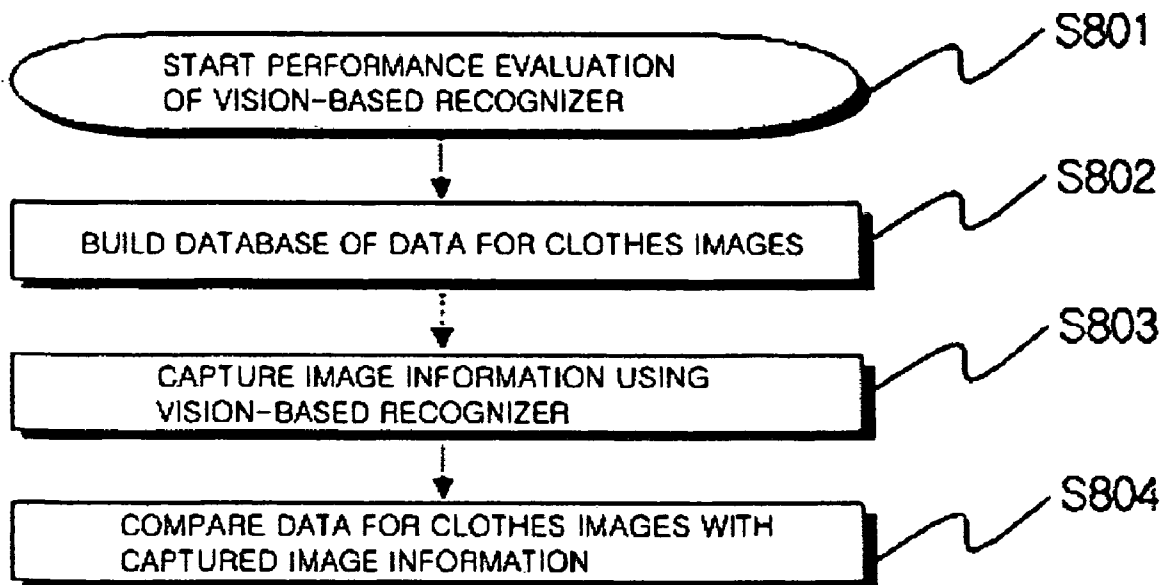 START PERFORMANCE EVALUATION
OF VISION-BASED RECOGNIZER
S801
BUILD DATABASE OF DATA FOR CLOTHES IMAGES
S802
CAPTURE IMAGE INFORMATION USING
VISION-BASED RECOGNIZER
S803
COMPARE DATA FOR CLOTHES IMAGES WITH
CAPTURED IMAGE INFORMATION
S804